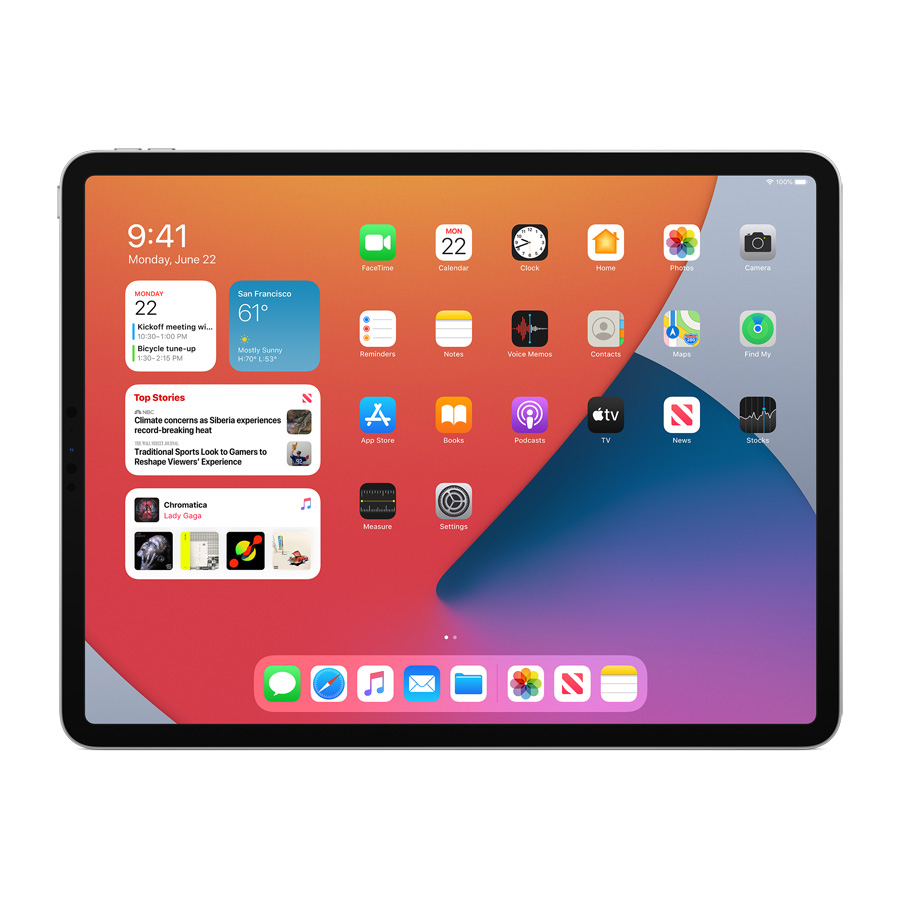 100%
9:41
Monday, June 22
MONDAY
22
Kickoff meeting wi...
10:30–1:00 PM
Bicycle tune-up
1:30–2:15 PM
San Francisco
61°
Mostly Sunny
H:70° L:53°
Top Stories
NBC
Climate concerns as Siberia experiences
record-breaking heat
THE WALL STREET JOURNAL
Traditional Sports Look to Gamers to
Reshape Viewers' Experience
Chromatica
Lady Gaga
MON
22
FaceTime
Calendar
Clock
Home
Photos
Camera
280
Reminders
Notes
Voice Memos
Contacts
Maps
Find My
tv
App Store
Books
Podcasts
TV
News
Stocks
Measure
Settings